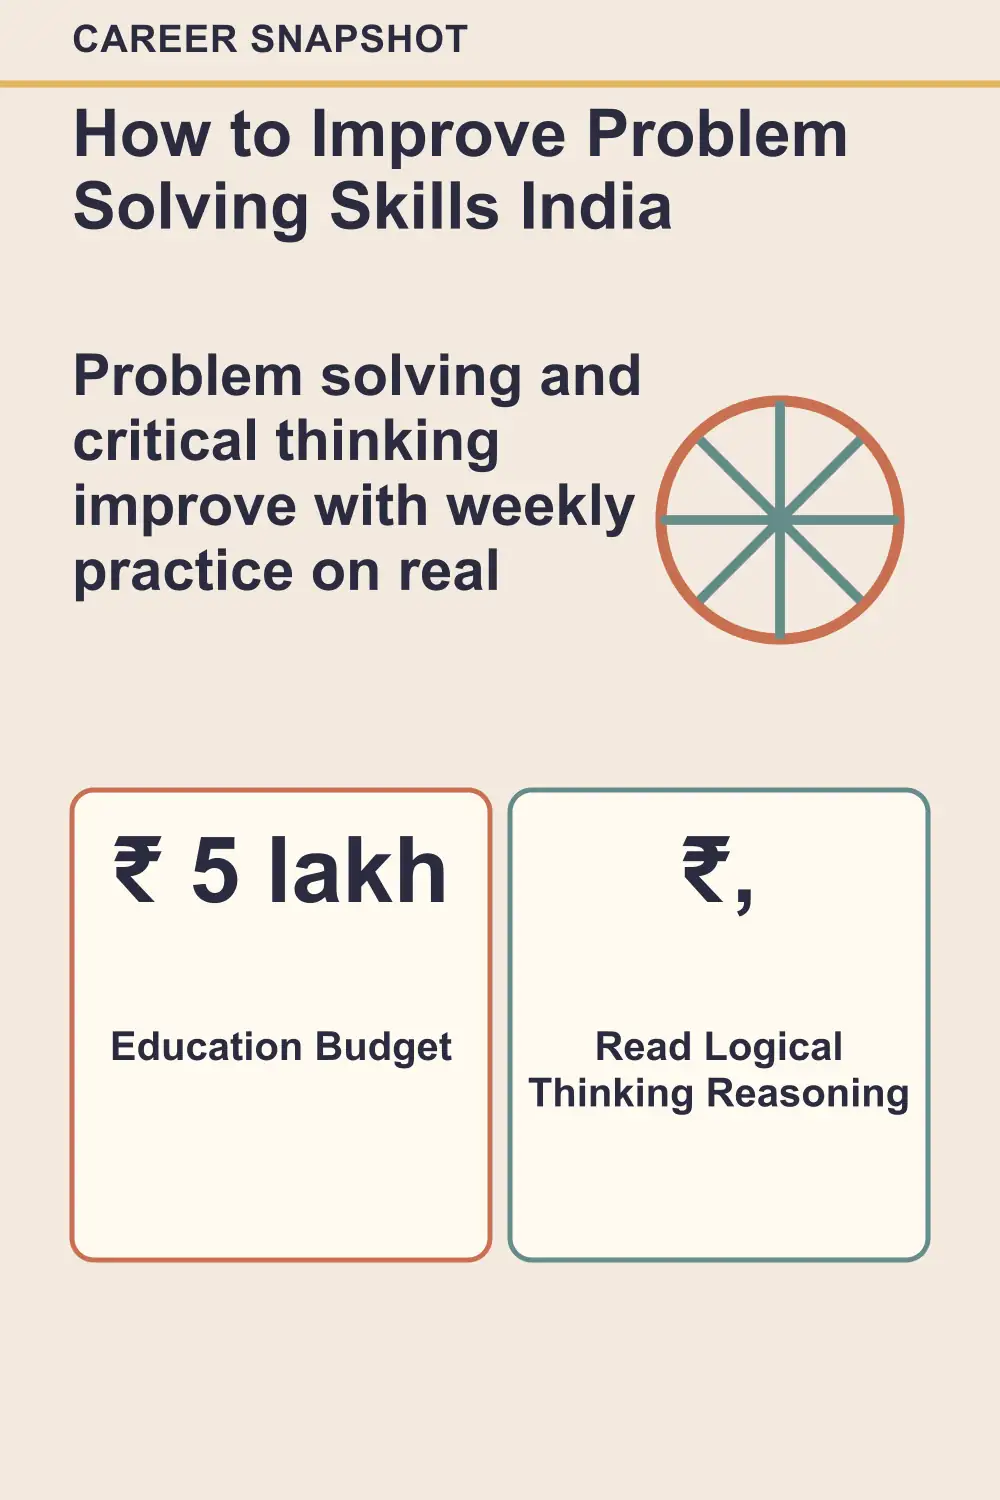 CAREER SNAPSHOT
How to Improve Problem
Solving Skills India
Problem solving and
critical thinking
improve with weekly
practice on real
₹ 5 lakh
Education Budget
₹,
Read Logical
Thinking Reasoning